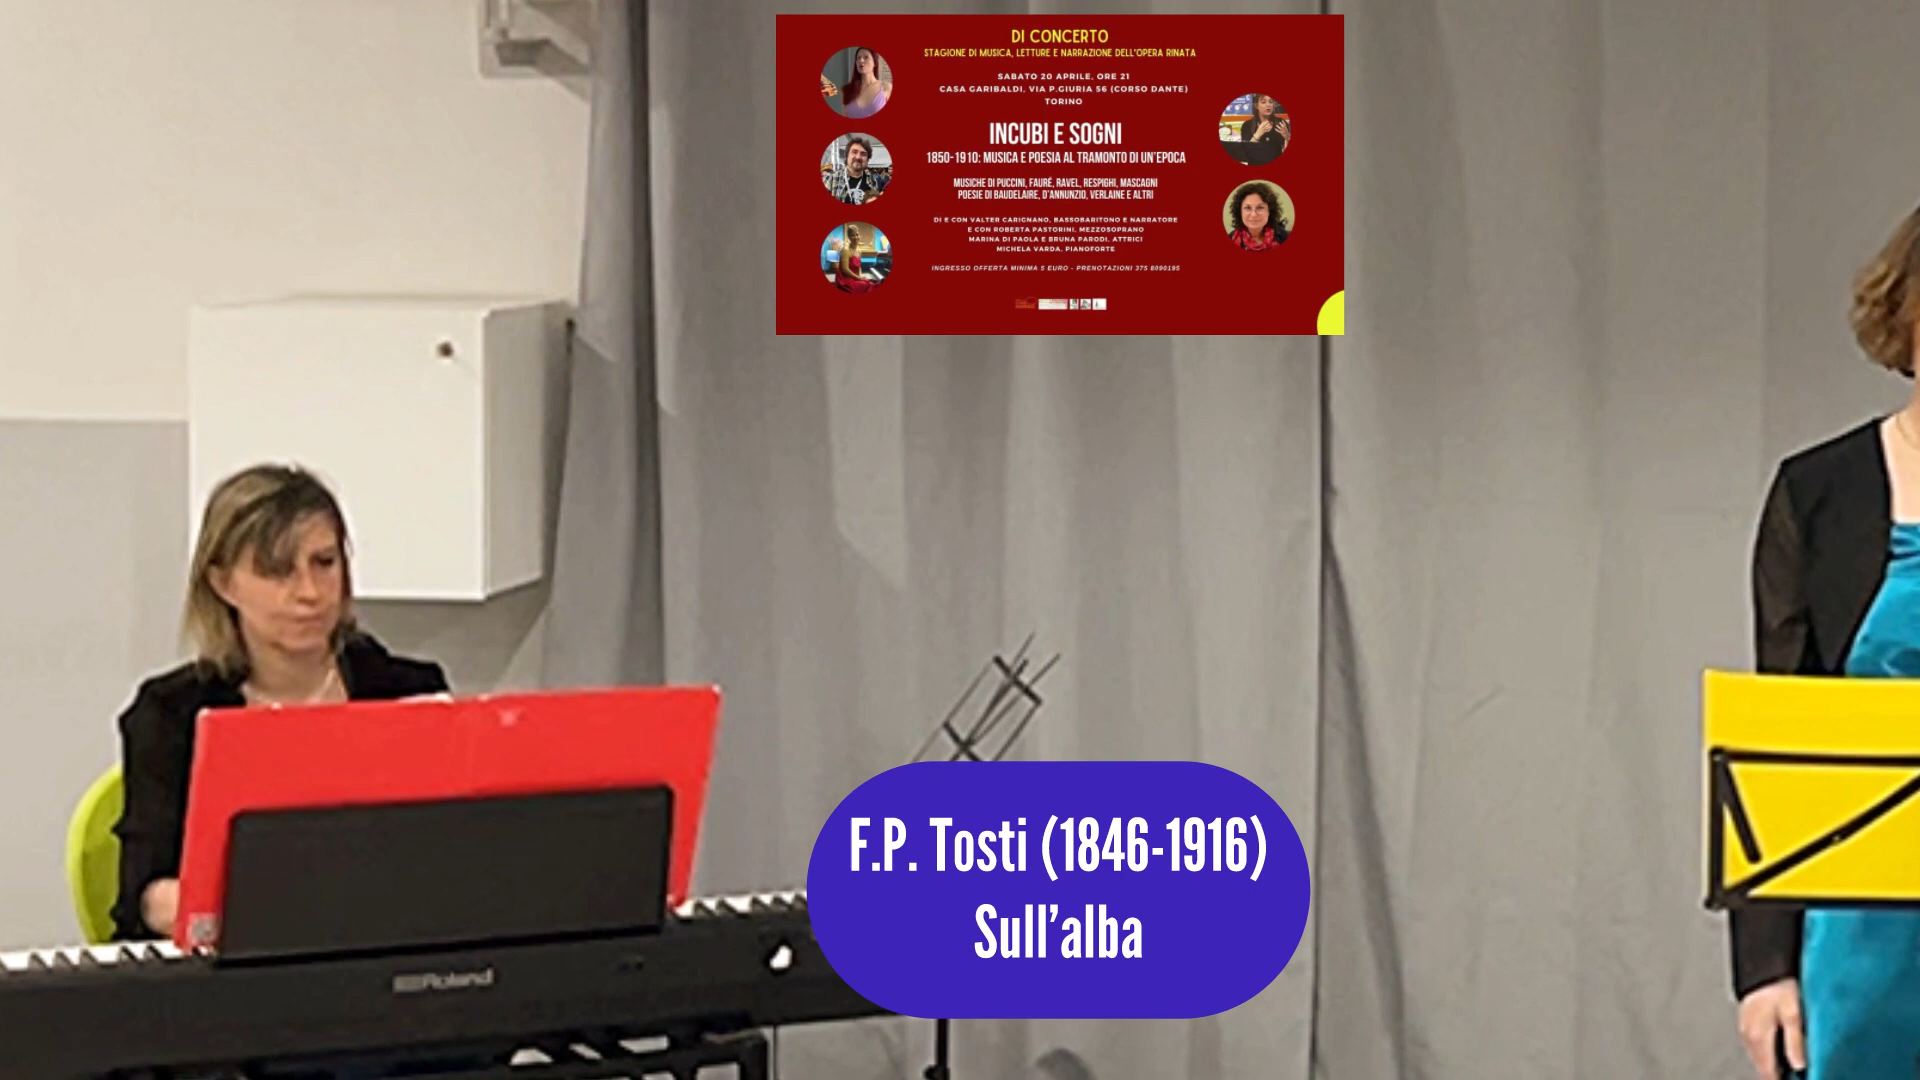 DI CONCERTO
STAGIONE DI MUSICA, LETTURE E NARRAZIONE DELL'OPERA RINATA
SABATO 20 APRILE, ORE 21
CASA GARIBALDI, VIA P.GIURIA 56 (CORSO DANTE)
TORINO
INCUBI E SOGNI
1850-1910: MUSICA E POESIA AL TRAMONTO DI UN'EPOCA
MUSICHE DI PUCCINI, FAURÉ, RAVEL, RESPIGHI, MASCAGNI
POESIE DI BAUDELAIRE, D'ANNUNZIO, VERLAINE E ALTRI
DI E CON VALTER CARIGNANO, BASSOBARITONO E NARRATORE
E CON ROBERTA PASTORINI, MEZZOSOPRANO
MARINA DI PAOLA E BRUNA PARODI, ATTRICI
MICHELA VARDA, PIANOFORTE
INGRESSO OFFERTA MINIMA 5 EURO - PRENOTAZIONI 375 8090195
F.P. Tosti (1846-1916)
Sull'alba
Roland